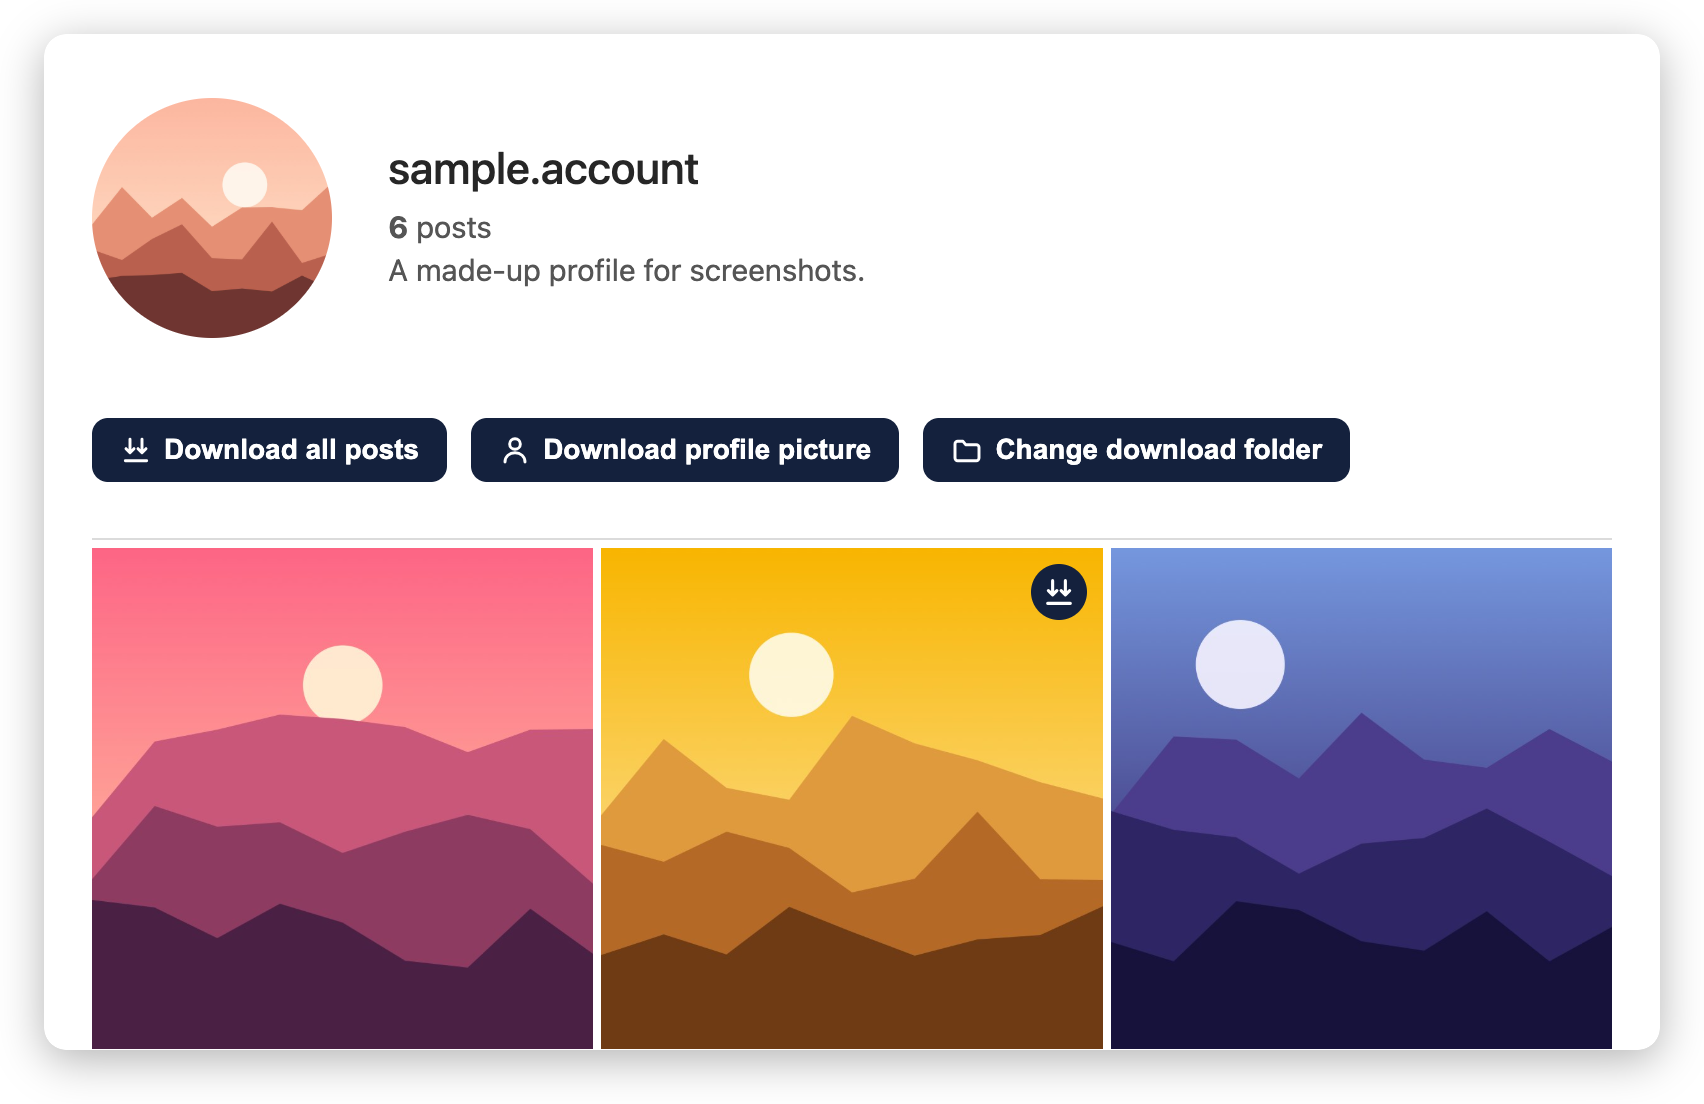 sample.account
6 posts
A made-up profile for screenshots.
Download all posts
Download profile picture
Change download folder